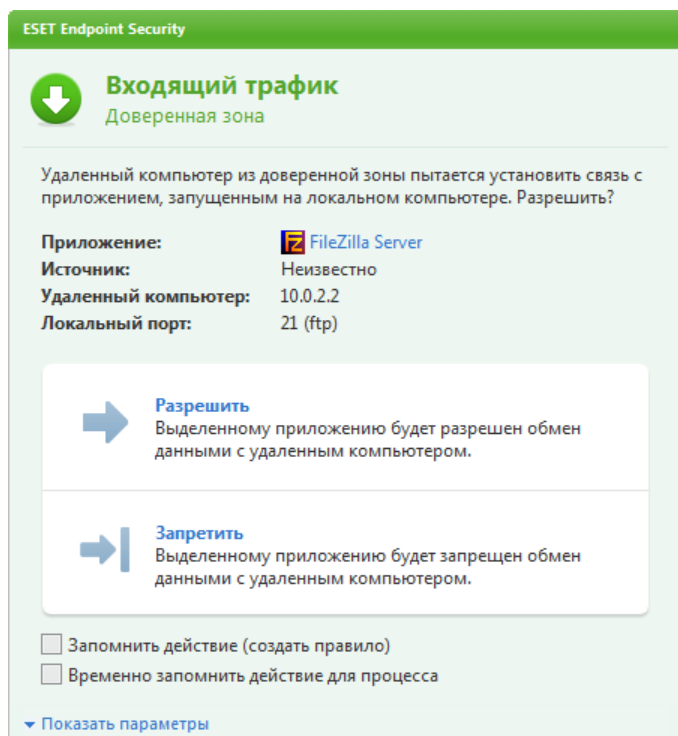 ESET Endpoint Security
Входящий трафик
Доверенная зона
Удаленный компьютер из доверенной зоны пытается установить связь с
приложением, запущенным на локальном компьютере. Разрешить?
Приложение: FileZilla Server
Источник: Неизвестно
Удаленный компьютер: 10.0.2.2
Локальный порт: 21 (ftp)
Разрешить
Выделенному приложению будет разрешен обмен
данными с удаленным компьютером.
Запретить
Выделенному приложению будет запрещен обмен
данными с удаленным компьютером.
Запомнить действие (создать правило)
Временно запомнить действие для процесса
Показать параметры